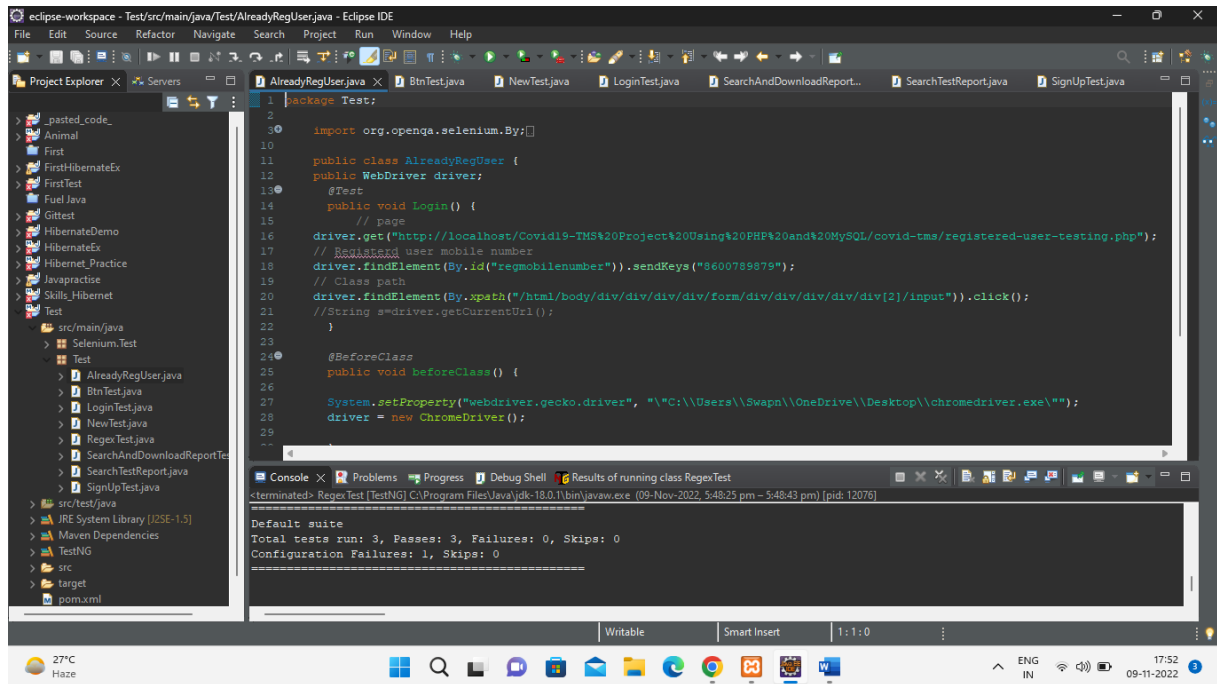 eclipse-workspace - Test/src/main/java/Test/AlreadyRegUser.java - Eclipse IDE
File Edit Source Refactor Navigate Search Project Run Window Help
Project Explorer Servers
AlreadyRegUser.java BtnTest.java NewTest.java LoginTest.java SearchAndDownloadReport... SearchTestReport.java SignUpTest.java
_pasted_code_
Animal
First
FirstHibernateEx
FirstTest
Fuel Java
Gittest
HibernateDemo
HibernateEx
Hibernet_Practice
Javapractise
Skills_Hibernet
Test
src/main/java
Selenium.Test
Test
AlreadyRegUser.java
BtnTest.java
LoginTest.java
NewTest.java
RegexTest.java
SearchAndDownloadReportTes
SearchTestReport.java
SignUpTest.java
src/test/java
JRE System Library [J2SE-1.5]
Maven Dependencies
TestNG
src
target
pom.xml
1 package Test;
2
3 import org.openqa.selenium.By;
10
11 public class AlreadyRegUser {
12 public WebDriver driver;
13 @Test
14 public void Login() {
15 // page
16 driver.get("http://localhost/Covid19-TMS%20Project%20Using%20PHP%20and%20MySQL/covid-tms/registered-user-testing.php");
17 // Registerd user mobile number
18 driver.findElement(By.id("regmobilenumber")).sendKeys("8600789879");
19 // Class path
20 driver.findElement(By.xpath("/html/body/div/div/div/div/form/div/div/div/div/div[2]/input")).click();
21 //String s=driver.getCurrentUrl();
22 }
23
24 @BeforeClass
25 public void beforeClass() {
26
27 System.setProperty("webdriver.gecko.driver", "\"C:\\Users\\Swapn\\OneDrive\\Desktop\\chromedriver.exe\"");
28 driver = new ChromeDriver();
29
Console Problems Progress Debug Shell Results of running class RegexTest
<terminated> RegexTest [TestNG] C:\Program Files\Java\jdk-18.0.1\bin\javaw.exe (09-Nov-2022, 5:48:25 pm – 5:48:43 pm) [pid: 12076]
===============================================
Default suite
Total tests run: 3, Passes: 3, Failures: 0, Skips: 0
Configuration Failures: 1, Skips: 0
===============================================
Writable Smart Insert 1:1:0
27°C
Haze
ENG
IN
17:52
09-11-2022
3